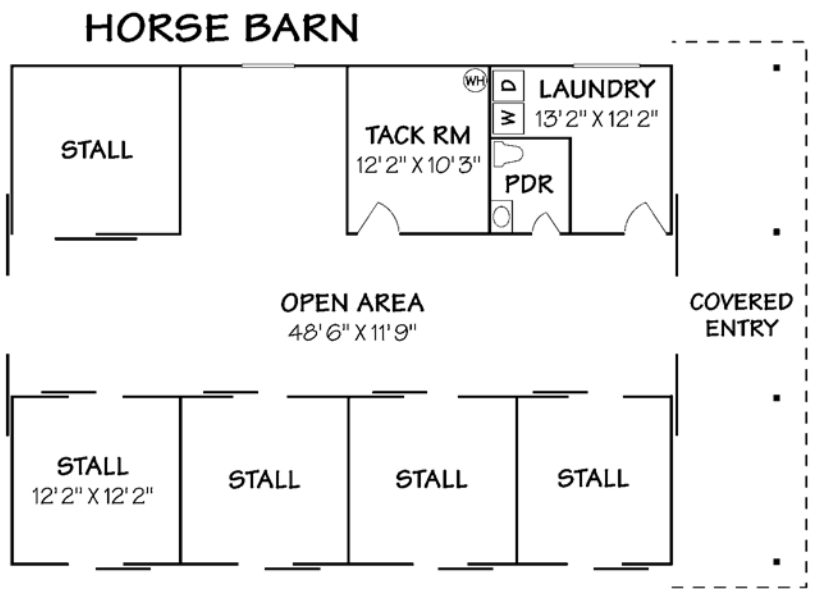 HORSE BARN
STALL
TACK RM
12'2" X 10'3"
WH
D
W
LAUNDRY
13'2" X 12'2"
PDR
OPEN AREA
48'6" X 11'9"
COVERED
ENTRY
STALL
12'2" X 12'2"
STALL
STALL
STALL